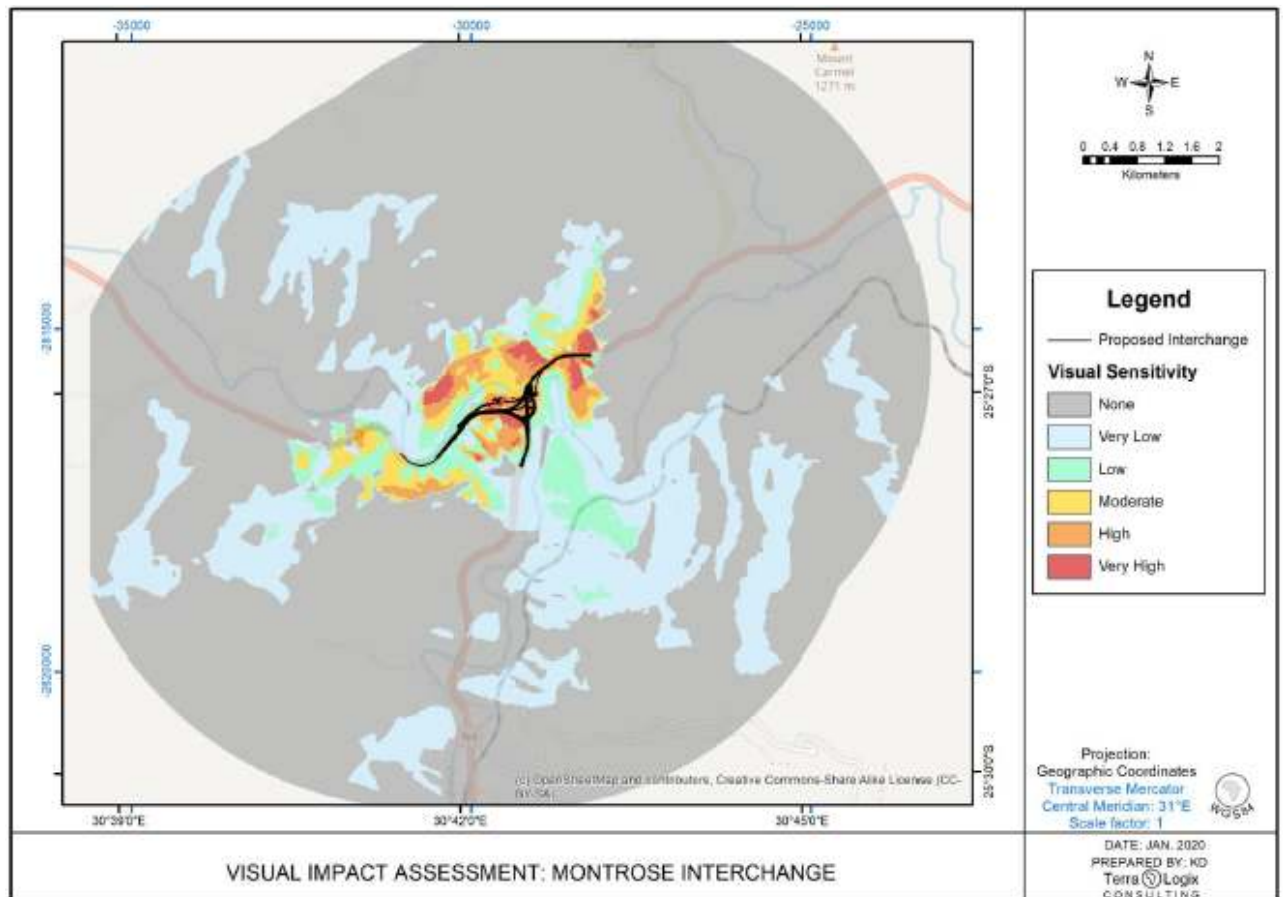 -35000
-30000
-25000
Mount
Carmel
1271 m
N
W
E
S
0 0.4 0.8 1.2 1.6 2
Kilometers
-2815000
25°27'0"S
Legend
Proposed Interchange
Visual Sensitivity
None
Very Low
Low
Moderate
High
Very High
-2820000
25°30'0"S
(c) OpenStreetMap and contributors, Creative Commons-Share Alike License (CC-
BY-SA)
30°39'0"E
30°42'0"E
30°45'0"E
Projection:
Geographic Coordinates
Transverse Mercator
Central Meridian: 31°E
Scale factor: 1
WGS84
VISUAL IMPACT ASSESSMENT: MONTROSE INTERCHANGE
DATE: JAN. 2020
PREPARED BY: KD
Terra Logix
CONSULTING